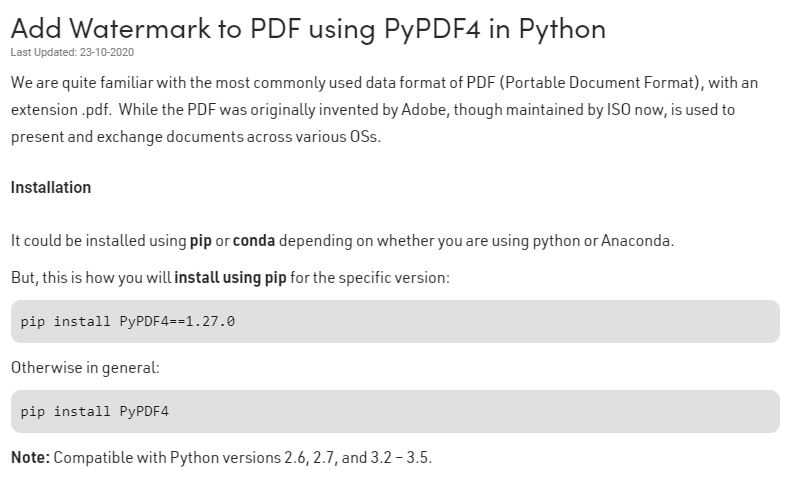 Add Watermark to PDF using PyPDF4 in Python
Last Updated: 23-10-2020
We are quite familiar with the most commonly used data format of PDF (Portable Document Format), with an
extension .pdf. While the PDF was originally invented by Adobe, though maintained by ISO now, is used to
present and exchange documents across various OSs.
Installation
It could be installed using pip or conda depending on whether you are using python or Anaconda.
But, this is how you will install using pip for the specific version:
pip install PyPDF4==1.27.0
Otherwise in general:
pip install PyPDF4
Note: Compatible with Python versions 2.6, 2.7, and 3.2 – 3.5.